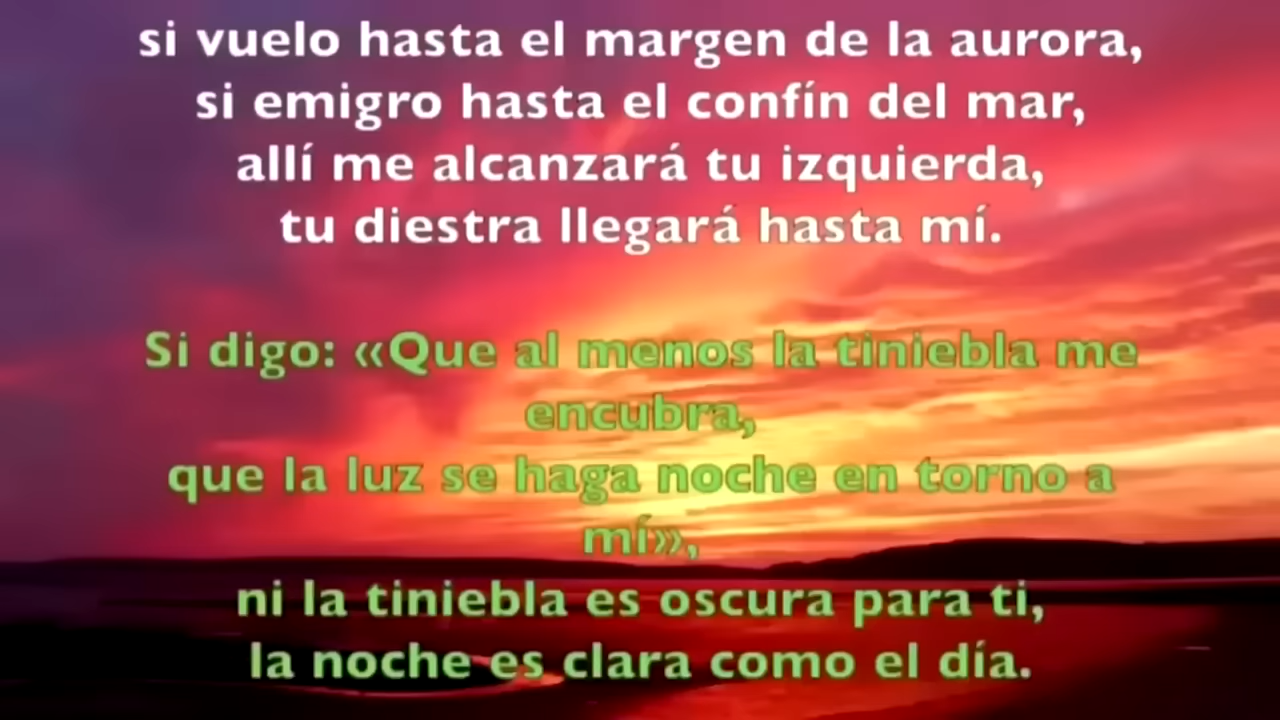 si vuelo hasta el margen de la aurora,
si emigro hasta el confín del mar,
allí me alcanzará tu izquierda,
tu diestra llegará hasta mí.
Si digo: «Que al menos la tiniebla me
encubra,
que la luz se haga noche en torno a
mí»,
ni la tiniebla es oscura para ti,
la noche es clara como el día.